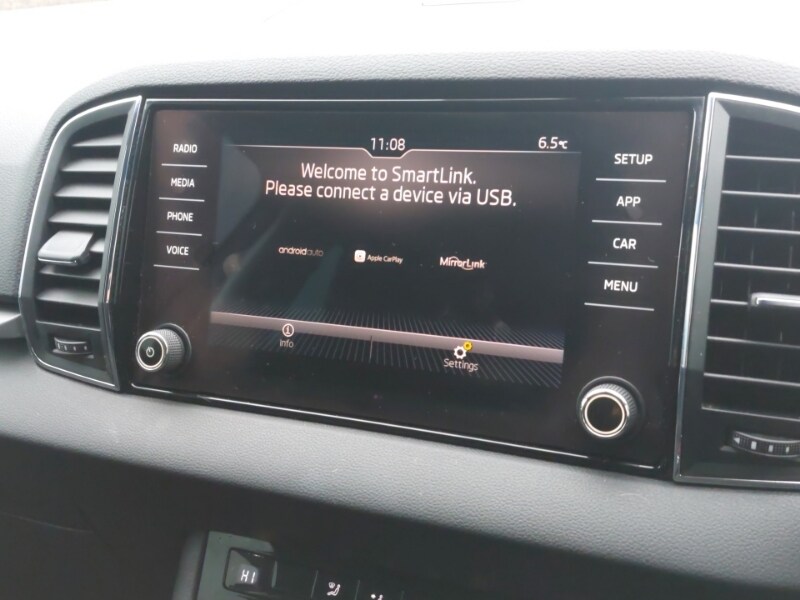 11:08
6.5°C
RADIO
MEDIA
PHONE
VOICE
Welcome to SmartLink.
Please connect a device via USB.
androidauto
Apple CarPlay
MirrorLink
Info
Settings
SETUP
APP
CAR
MENU
HI